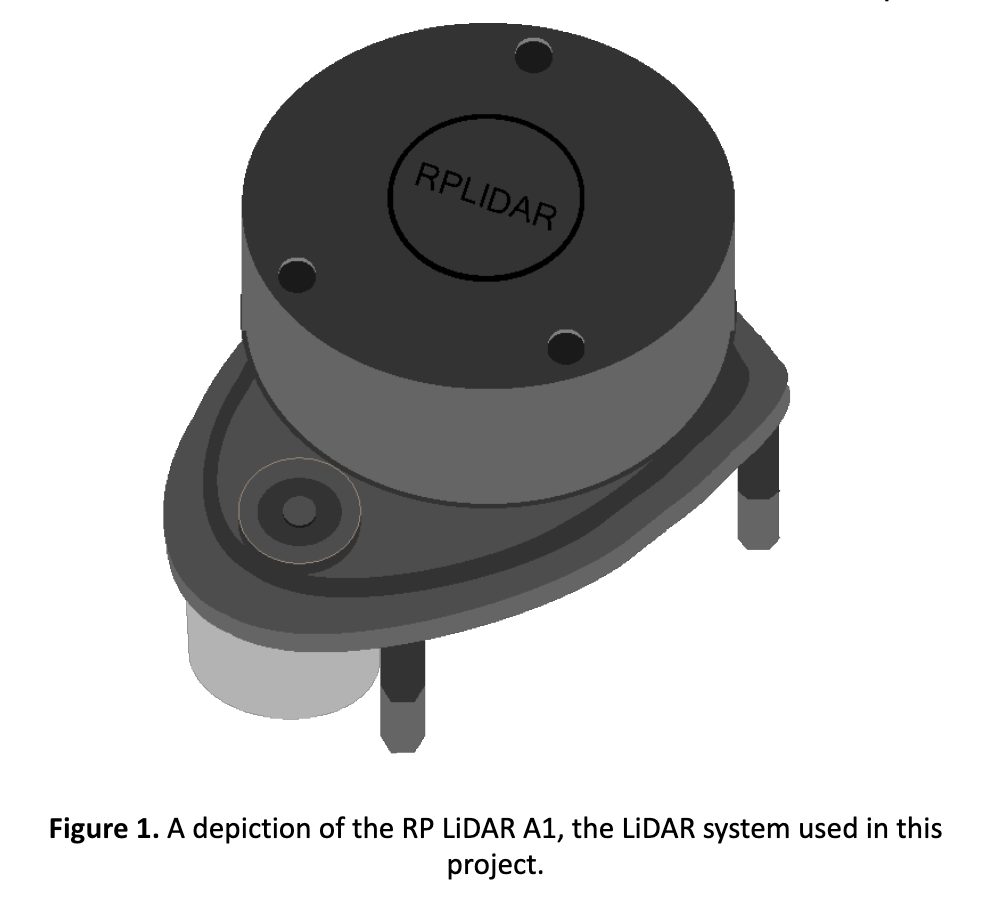 RPLIDAR
Figure 1. A depiction of the RP LiDAR A1, the LiDAR system used in this
project.